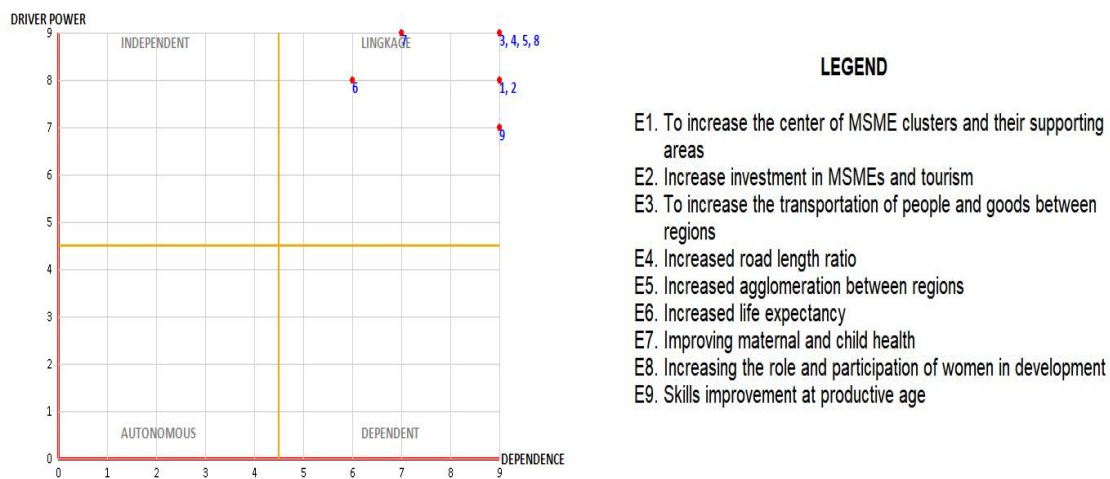 DRIVER POWER
9
INDEPENDENT
LINGKAGE
7
3, 4, 5, 8
8
6
1, 2
7
9
6
5
4
3
2
1
AUTONOMOUS
DEPENDENT
0
DEPENDENCE
0 1 2 3 4 5 6 7 8 9
LEGEND
E1. To increase the center of MSME clusters and their supporting
areas
E2. Increase investment in MSMEs and tourism
E3. To increase the transportation of people and goods between
regions
E4. Increased road length ratio
E5. Increased agglomeration between regions
E6. Increased life expectancy
E7. Improving maternal and child health
E8. Increasing the role and participation of women in development
E9. Skills improvement at productive age